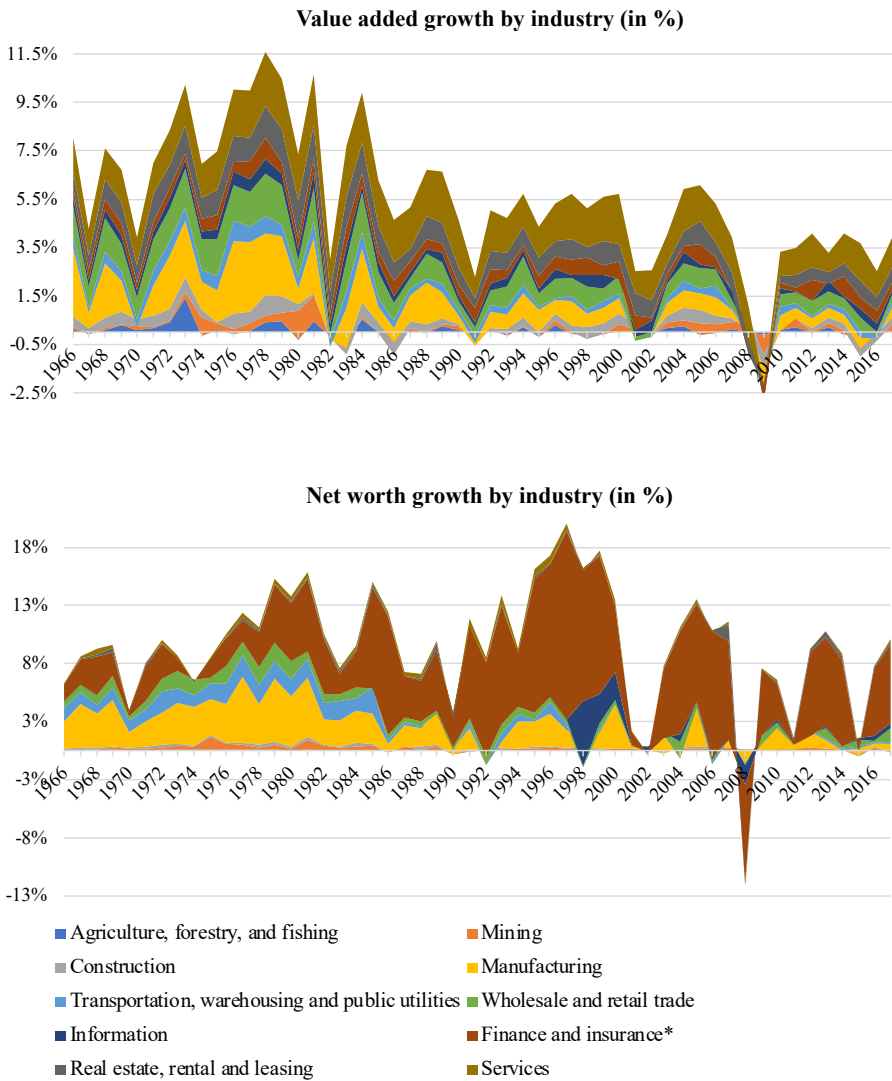 Value added growth by industry (in %)
11.5%
9.5%
7.5%
5.5%
3.5%
1.5%
-0.5%
-2.5%
1966 1968 1970 1972 1974 1976 1978 1980 1982 1984 1986 1988 1990 1992 1994 1996 1998 2000 2002 2004 2006 2008 2010 2012 2014 2016
Net worth growth by industry (in %)
18%
13%
8%
3%
-3%
-8%
-13%
1966 1968 1970 1972 1974 1976 1978 1980 1982 1984 1986 1988 1990 1992 1994 1996 1998 2000 2002 2004 2006 2008 2010 2012 2014 2016
Agriculture, forestry, and fishing
Mining
Construction
Manufacturing
Transportation, warehousing and public utilities
Wholesale and retail trade
Information
Finance and insurance*
Real estate, rental and leasing
Services